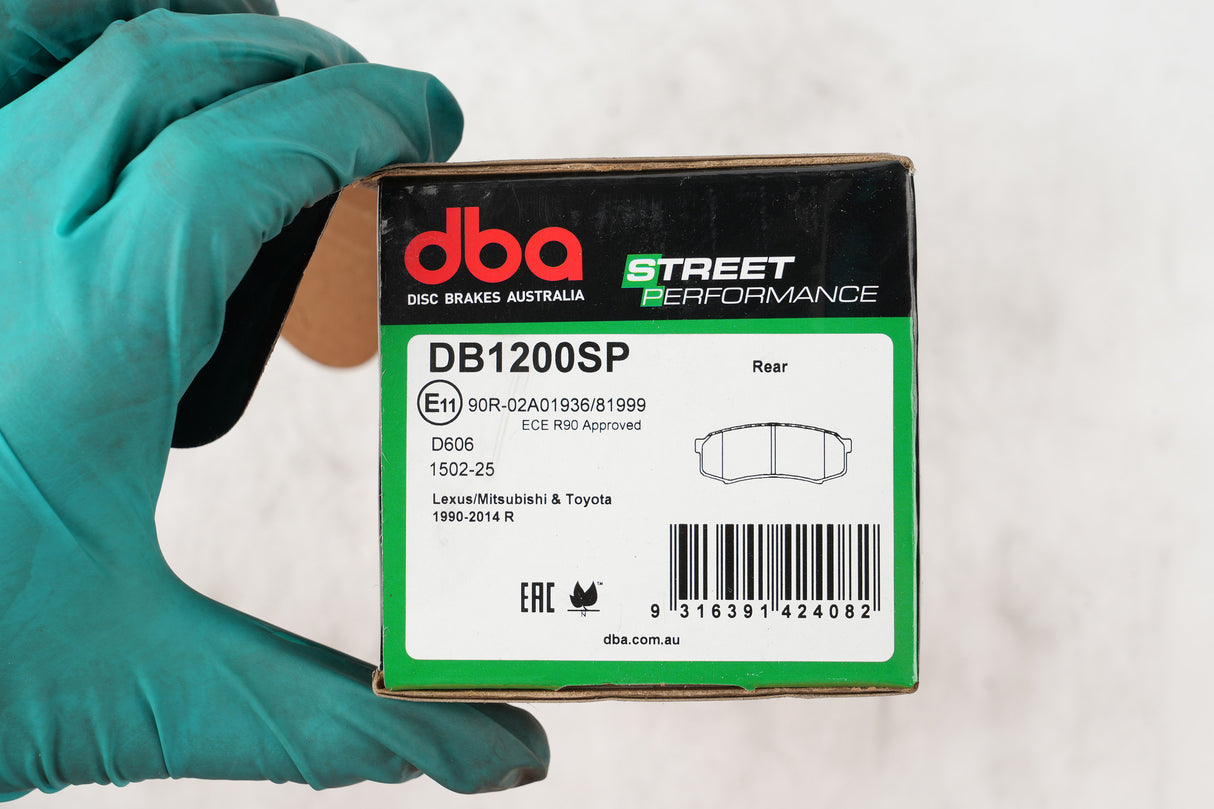 dba
DISC BRAKES AUSTRALIA
STREET
PERFORMANCE
DB1200SP
Rear
E11 90R-02A01936/81999
ECE R90 Approved
D606
1502-25
Lexus/Mitsubishi & Toyota
1990-2014 R
EAC
™
N
9 316391 424082
dba.com.au